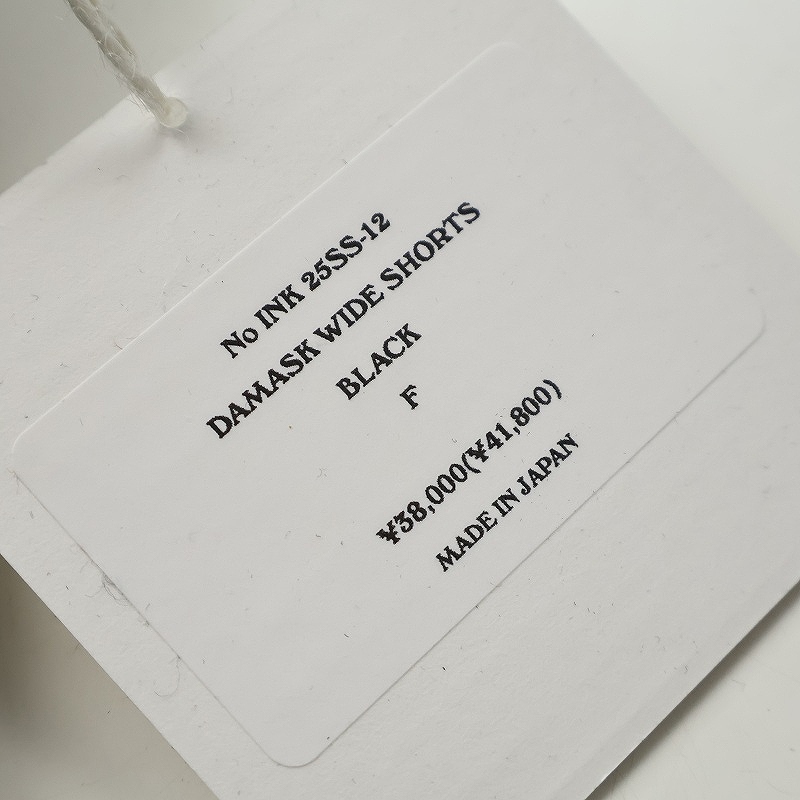 No INK 25SS-12
DAMASK WIDE SHORTS
BLACK
F
¥38,000(¥41,800)
MADE IN JAPAN